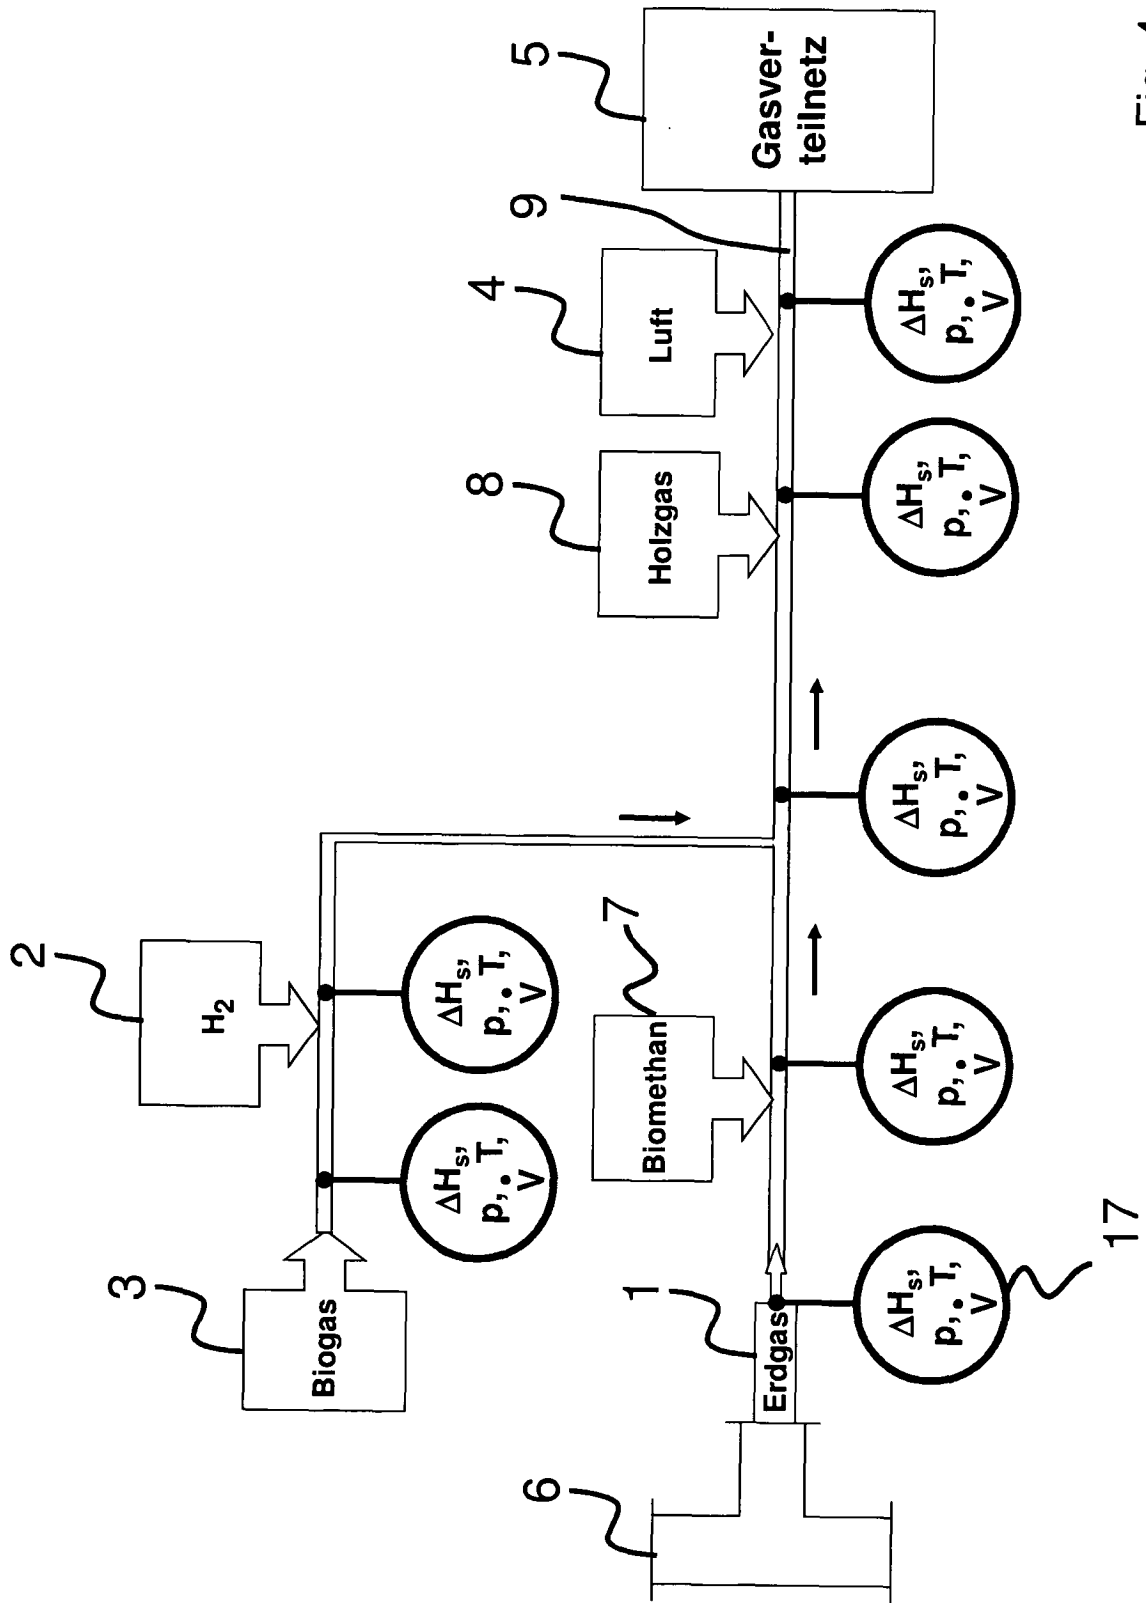 2
H₂
3
Biogas
ΔHₛ,
p, T,
V̇
ΔHₛ,
p, T,
V̇
7
Biomethan
8
Holzgas
4
Luft
9
5
Gasver-
teilnetz
6
1
Erdgas
ΔHₛ,
p, T,
V̇
17
ΔHₛ,
p, T,
V̇
ΔHₛ,
p, T,
V̇
ΔHₛ,
p, T,
V̇
ΔHₛ,
p, T,
V̇